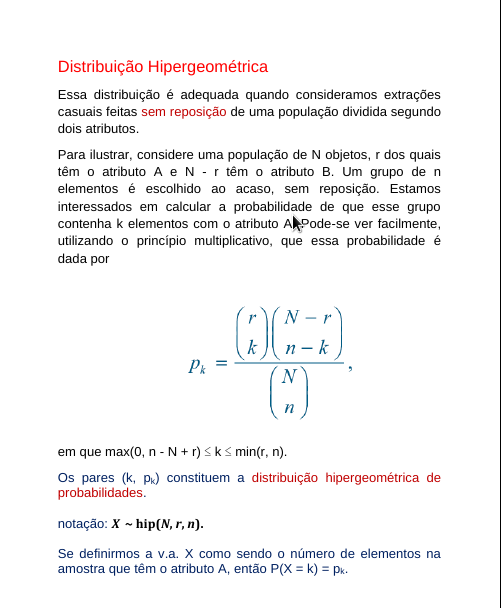 Distribuição Hipergeométrica
Essa distribuição é adequada quando consideramos extrações
casuais feitas sem reposição de uma população dividida segundo
dois atributos.
Para ilustrar, considere uma população de N objetos, r dos quais
têm o atributo A e N - r têm o atributo B. Um grupo de n
elementos é escolhido ao acaso, sem reposição. Estamos
interessados em calcular a probabilidade de que esse grupo
contenha k elementos com o atributo A. Pode-se ver facilmente,
utilizando o princípio multiplicativo, que essa probabilidade é
dada por
p_k = \frac{\binom{r}{k}\binom{N - r}{n - k}}{\binom{N}{n}},
em que max(0, n - N + r) ≤ k ≤ min(r, n).
Os pares (k, pₖ) constituem a distribuição hipergeométrica de
probabilidades.
notação: X ~ hip(N, r, n).
Se definirmos a v.a. X como sendo o número de elementos na
amostra que têm o atributo A, então P(X = k) = pₖ.